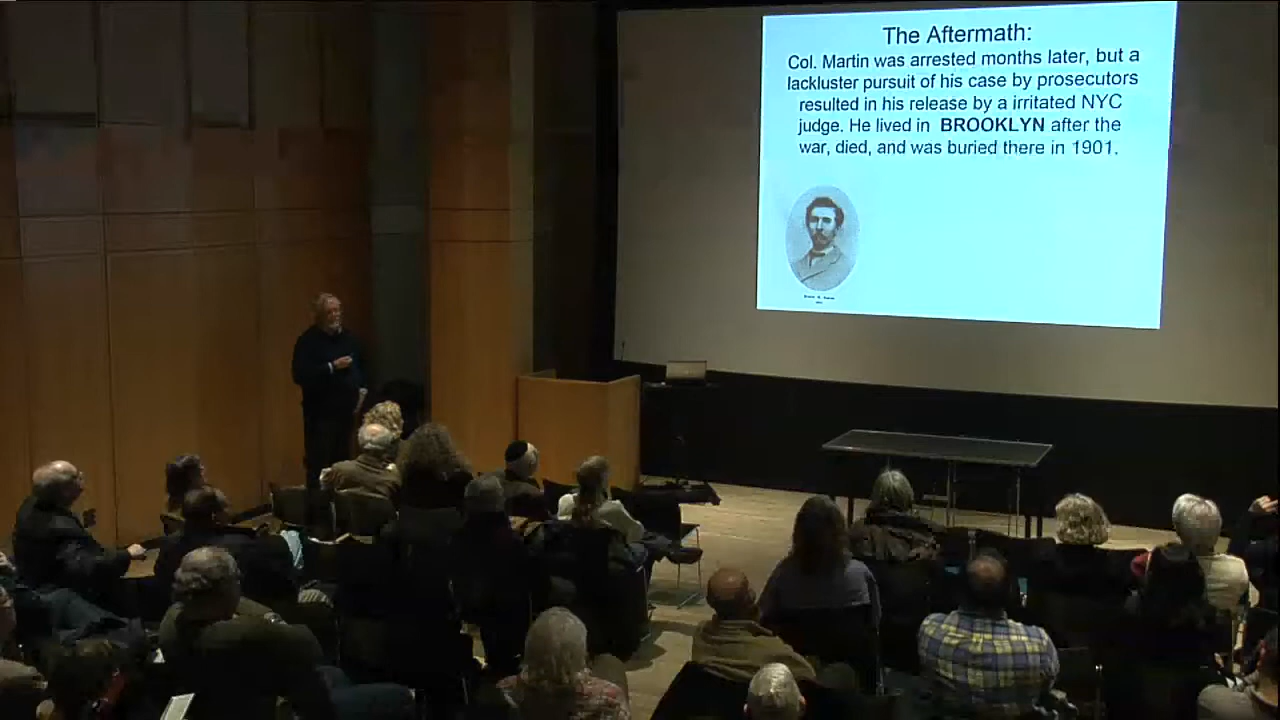 The Aftermath:
Col. Martin was arrested months later, but a
lackluster pursuit of his case by prosecutors
resulted in his release by a irritated NYC
judge. He lived in BROOKLYN after the
war, died, and was buried there in 1901.